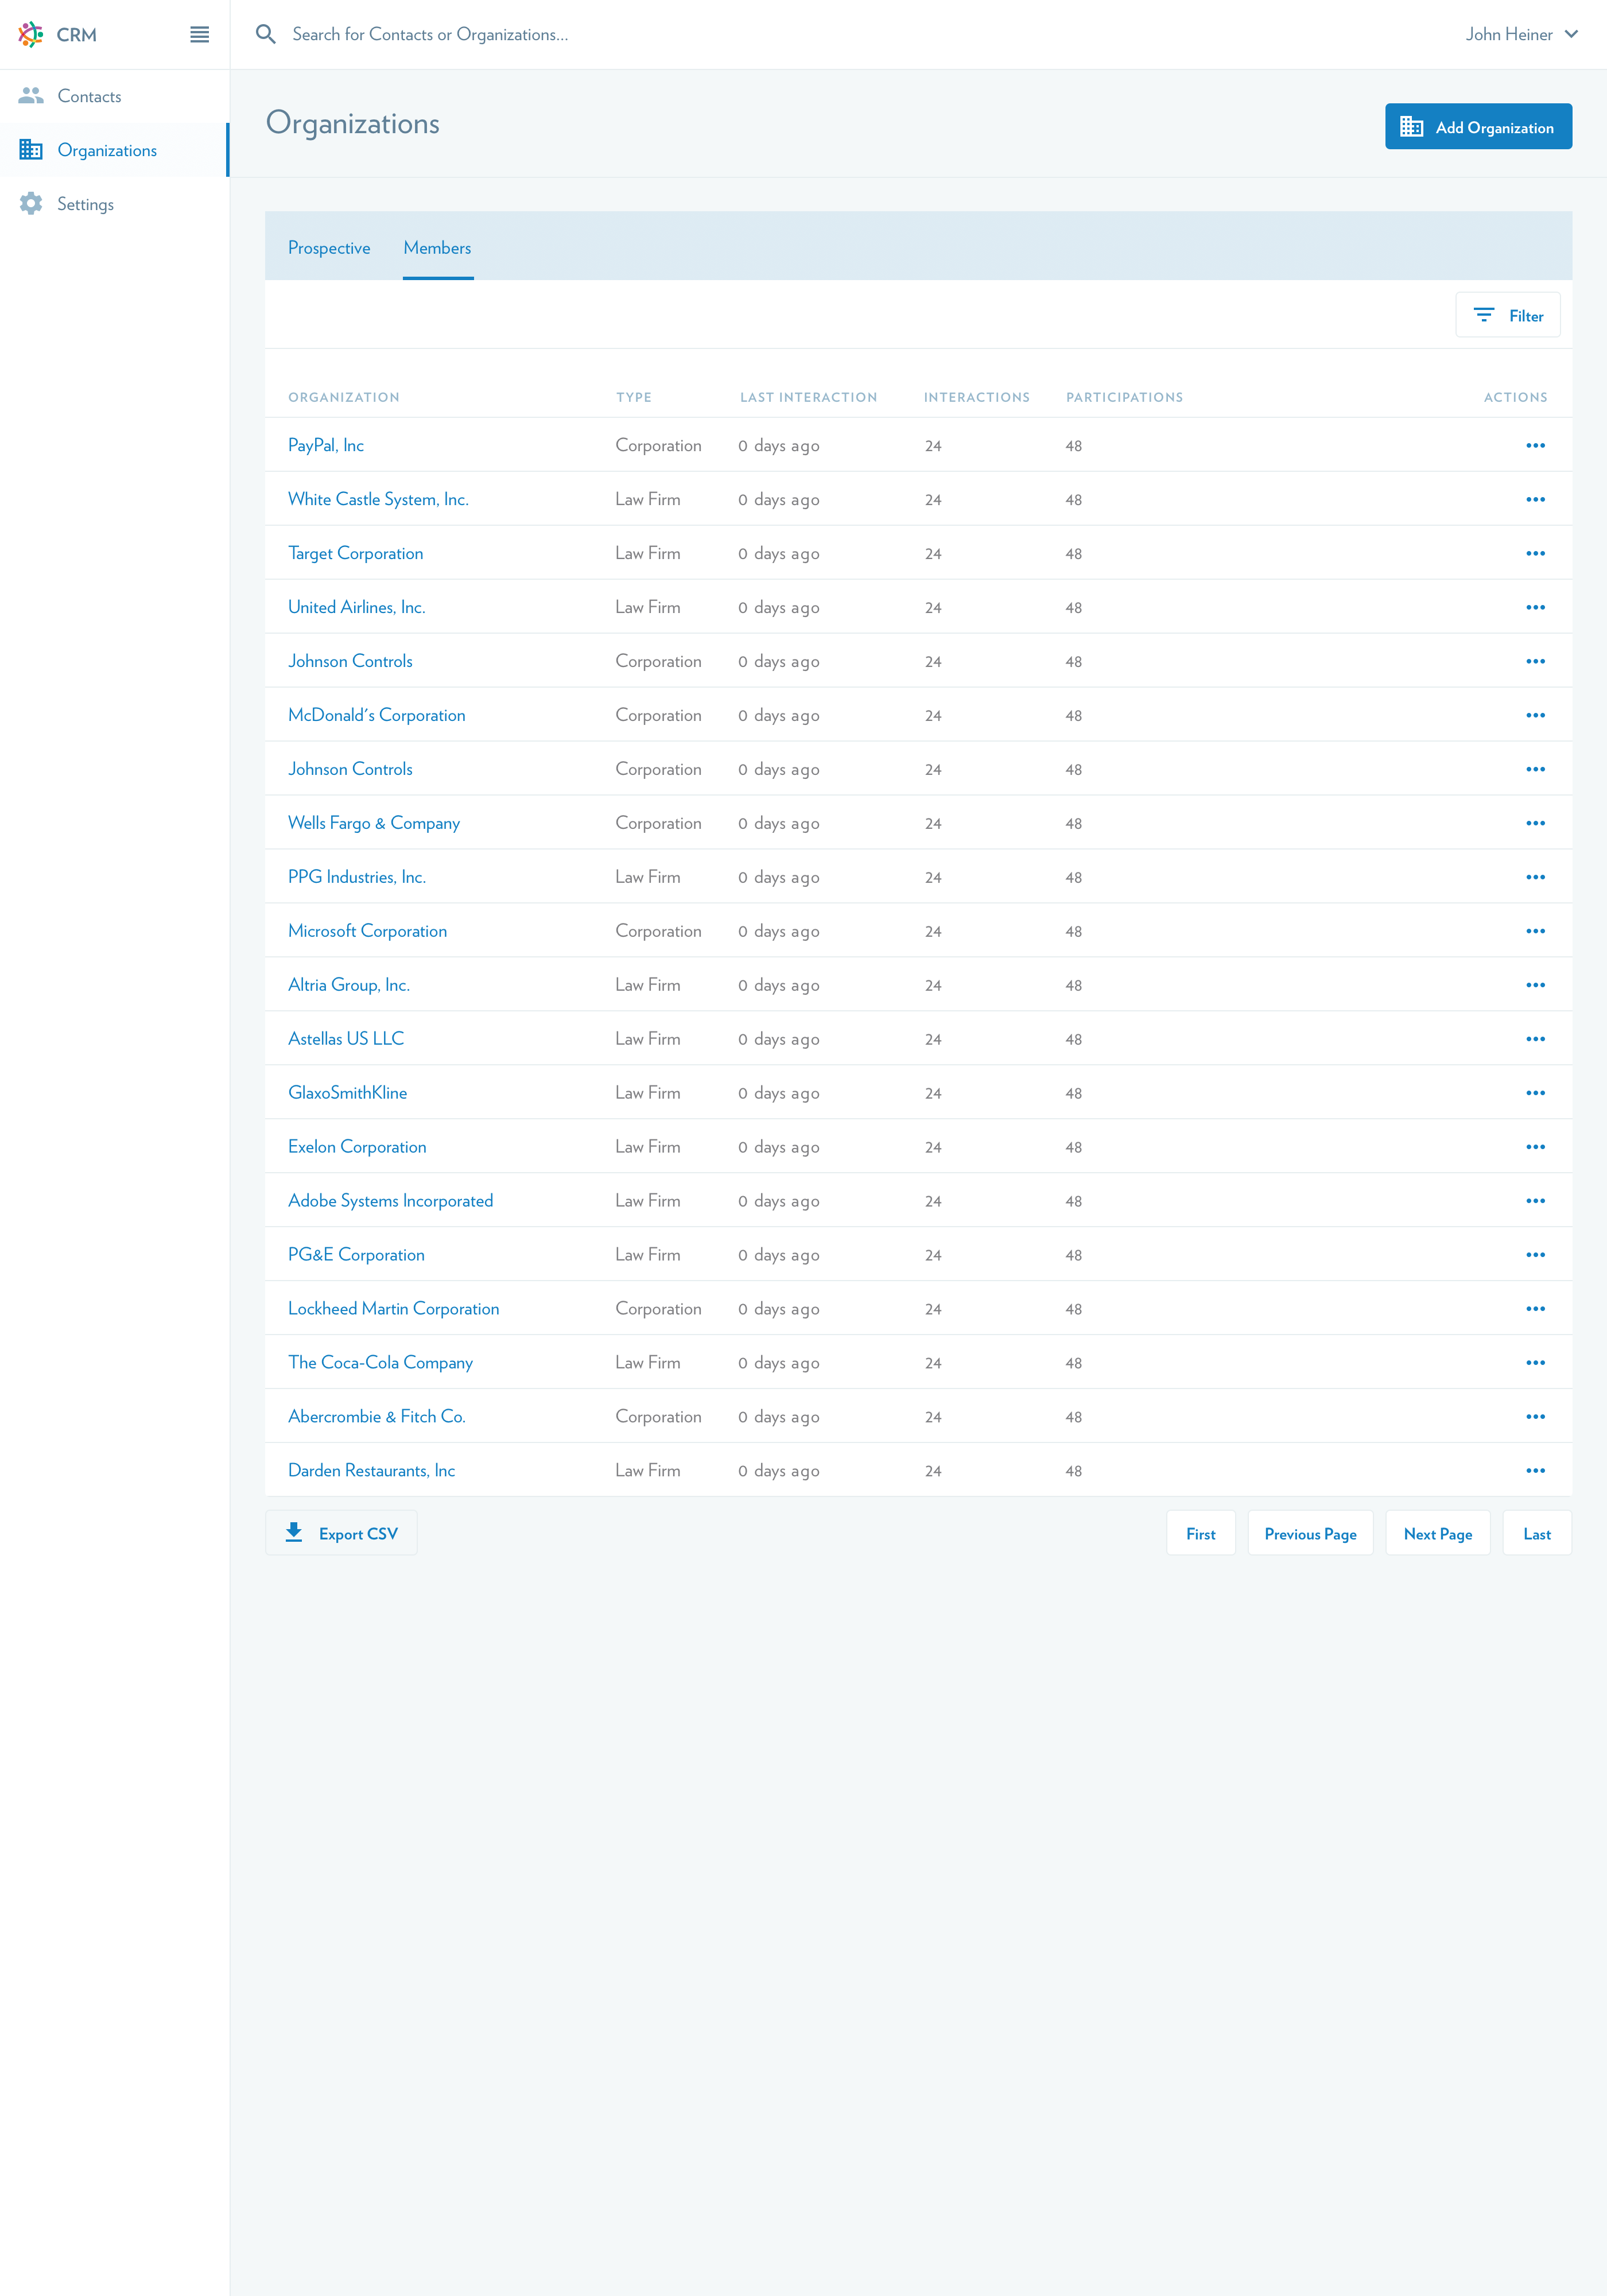 CRM
Search for Contacts or Organizations...
John Heiner
Contacts
Organizations
Settings
Organizations
Add Organization
Prospective Members
Filter
ORGANIZATION TYPE LAST INTERACTION INTERACTIONS PARTICIPATIONS ACTIONS
PayPal, Inc Corporation 0 days ago 24 48
White Castle System, Inc. Law Firm 0 days ago 24 48
Target Corporation Law Firm 0 days ago 24 48
United Airlines, Inc. Law Firm 0 days ago 24 48
Johnson Controls Corporation 0 days ago 24 48
McDonald's Corporation Corporation 0 days ago 24 48
Johnson Controls Corporation 0 days ago 24 48
Wells Fargo & Company Corporation 0 days ago 24 48
PPG Industries, Inc. Law Firm 0 days ago 24 48
Microsoft Corporation Corporation 0 days ago 24 48
Altria Group, Inc. Law Firm 0 days ago 24 48
Astellas US LLC Law Firm 0 days ago 24 48
GlaxoSmithKline Law Firm 0 days ago 24 48
Exelon Corporation Law Firm 0 days ago 24 48
Adobe Systems Incorporated Law Firm 0 days ago 24 48
PG&E Corporation Law Firm 0 days ago 24 48
Lockheed Martin Corporation Corporation 0 days ago 24 48
The Coca-Cola Company Law Firm 0 days ago 24 48
Abercrombie & Fitch Co. Corporation 0 days ago 24 48
Darden Restaurants, Inc Law Firm 0 days ago 24 48
Export CSV First Previous Page Next Page Last